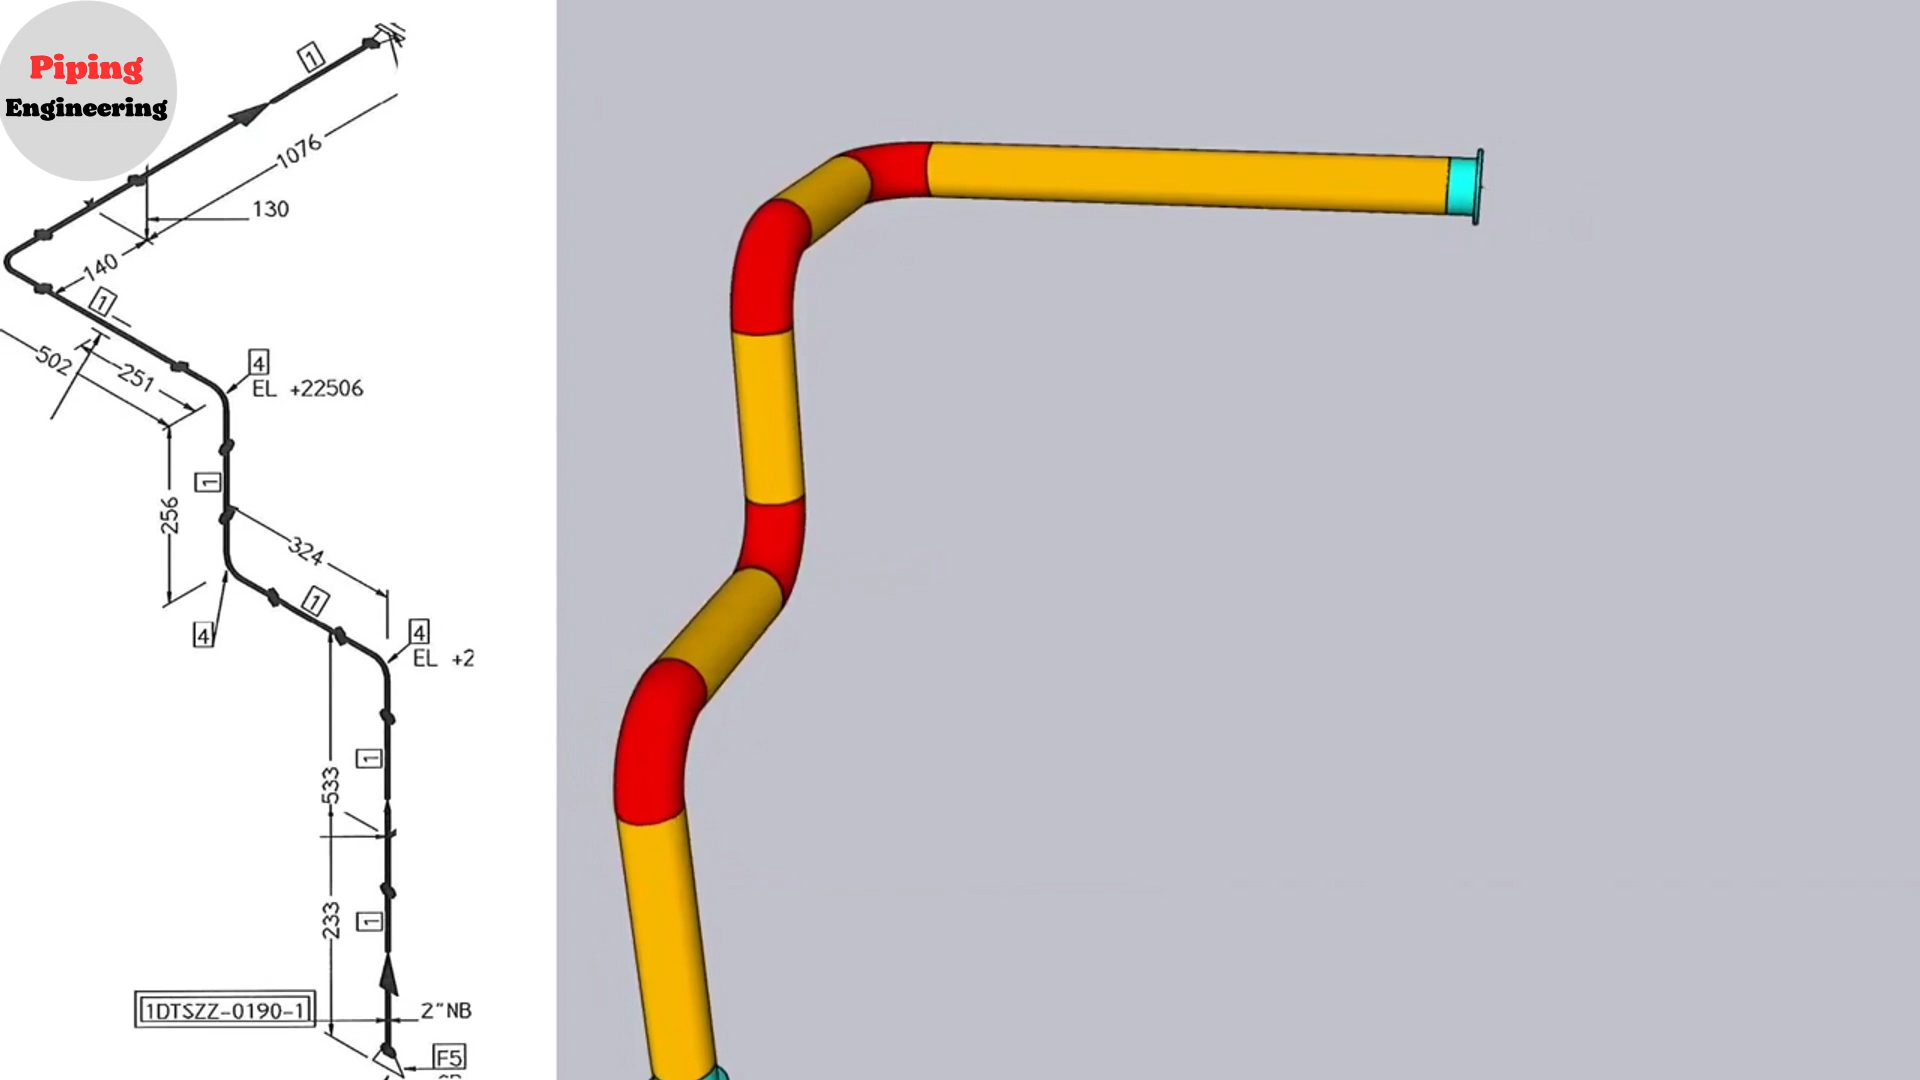 Piping
Engineering
1
1076
130
140
1
502
251
4
EL +22506
1
256
324
1
4
4
EL +2
1
533
1
233
1DTSZZ-0190-1
2"NB
F5